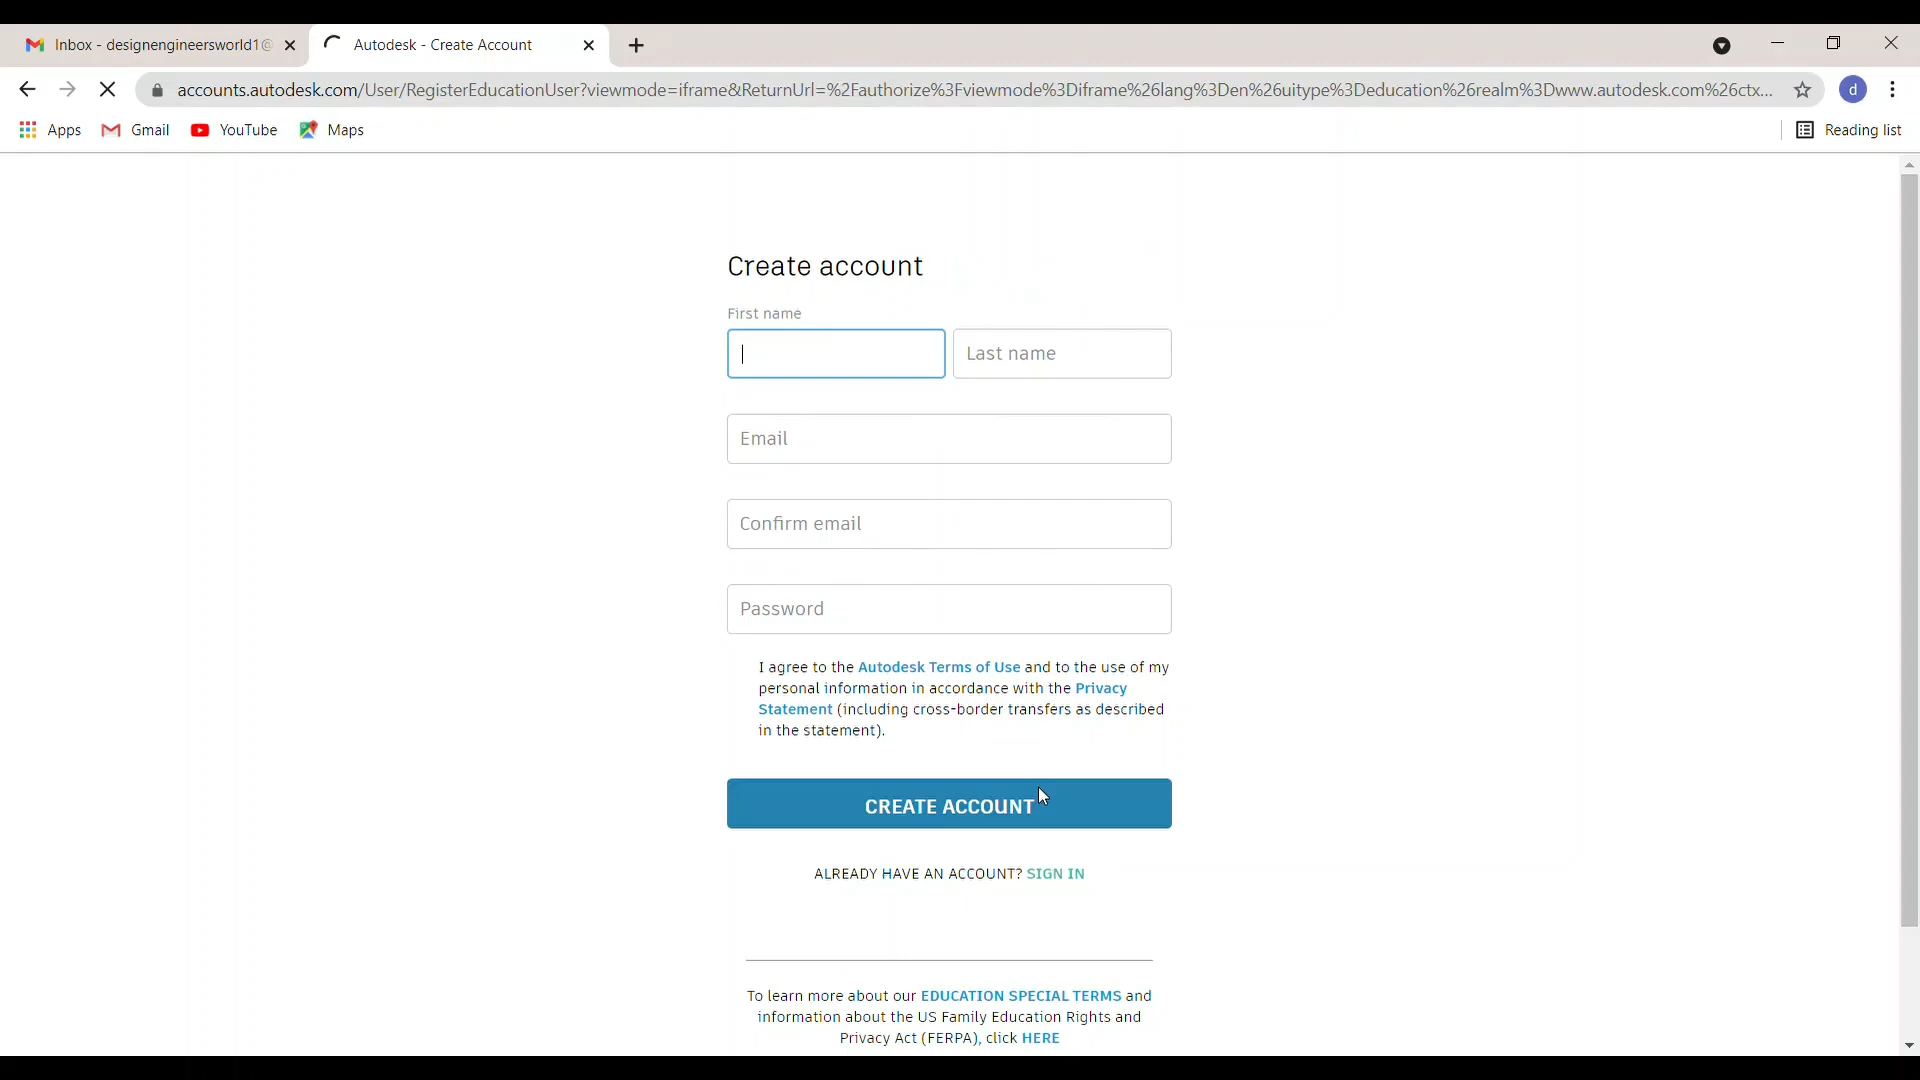 Inbox - designengineersworld1@
Autodesk - Create Account
accounts.autodesk.com/User/RegisterEducationUser?viewmode=iframe&ReturnUrl=%2Fauthorize%3Fviewmode%3Diframe%26lang%3Den%26uitype%3Deducation%26realm%3Dwww.autodesk.com%26ctx...
d
Apps
Gmail
YouTube
Maps
Reading list
Create account
First name
Last name
Email
Confirm email
Password
I agree to the Autodesk Terms of Use and to the use of my
personal information in accordance with the Privacy
Statement (including cross-border transfers as described
in the statement).
CREATE ACCOUNT
ALREADY HAVE AN ACCOUNT? SIGN IN
To learn more about our EDUCATION SPECIAL TERMS and
information about the US Family Education Rights and
Privacy Act (FERPA), click HERE